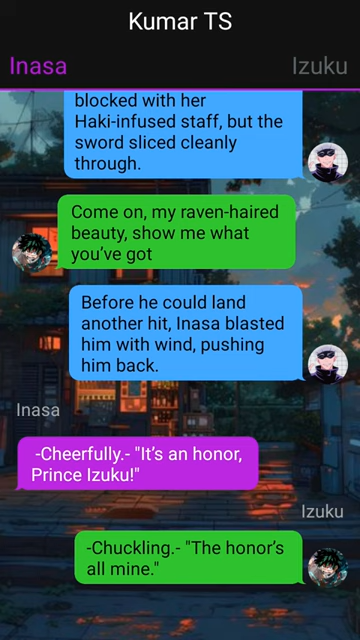 Kumar TS
Inasa Izuku
blocked with her
Haki-infused staff, but the
sword sliced cleanly
through.
Come on, my raven-haired
beauty, show me what
you’ve got
Before he could land
another hit, Inasa blasted
him with wind, pushing
him back.
Inasa
-Cheerfully.- "It’s an honor,
Prince Izuku!"
Izuku
-Chuckling.- "The honor’s
all mine."